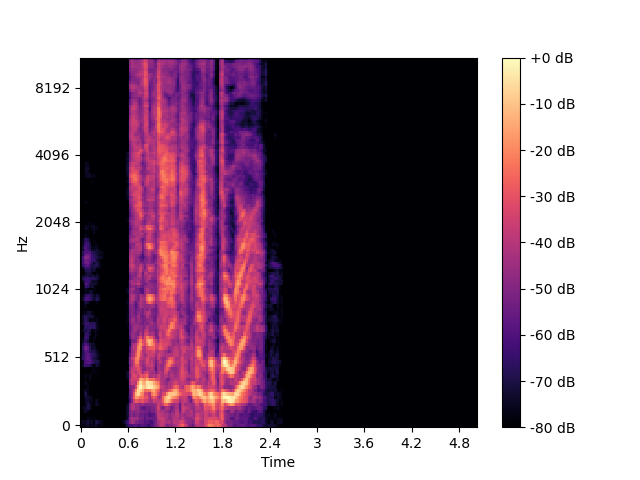 8192
4096
2048
1024
512
0
Hz
0 0.6 1.2 1.8 2.4 3 3.6 4.2 4.8
Time
+0 dB
-10 dB
-20 dB
-30 dB
-40 dB
-50 dB
-60 dB
-70 dB
-80 dB